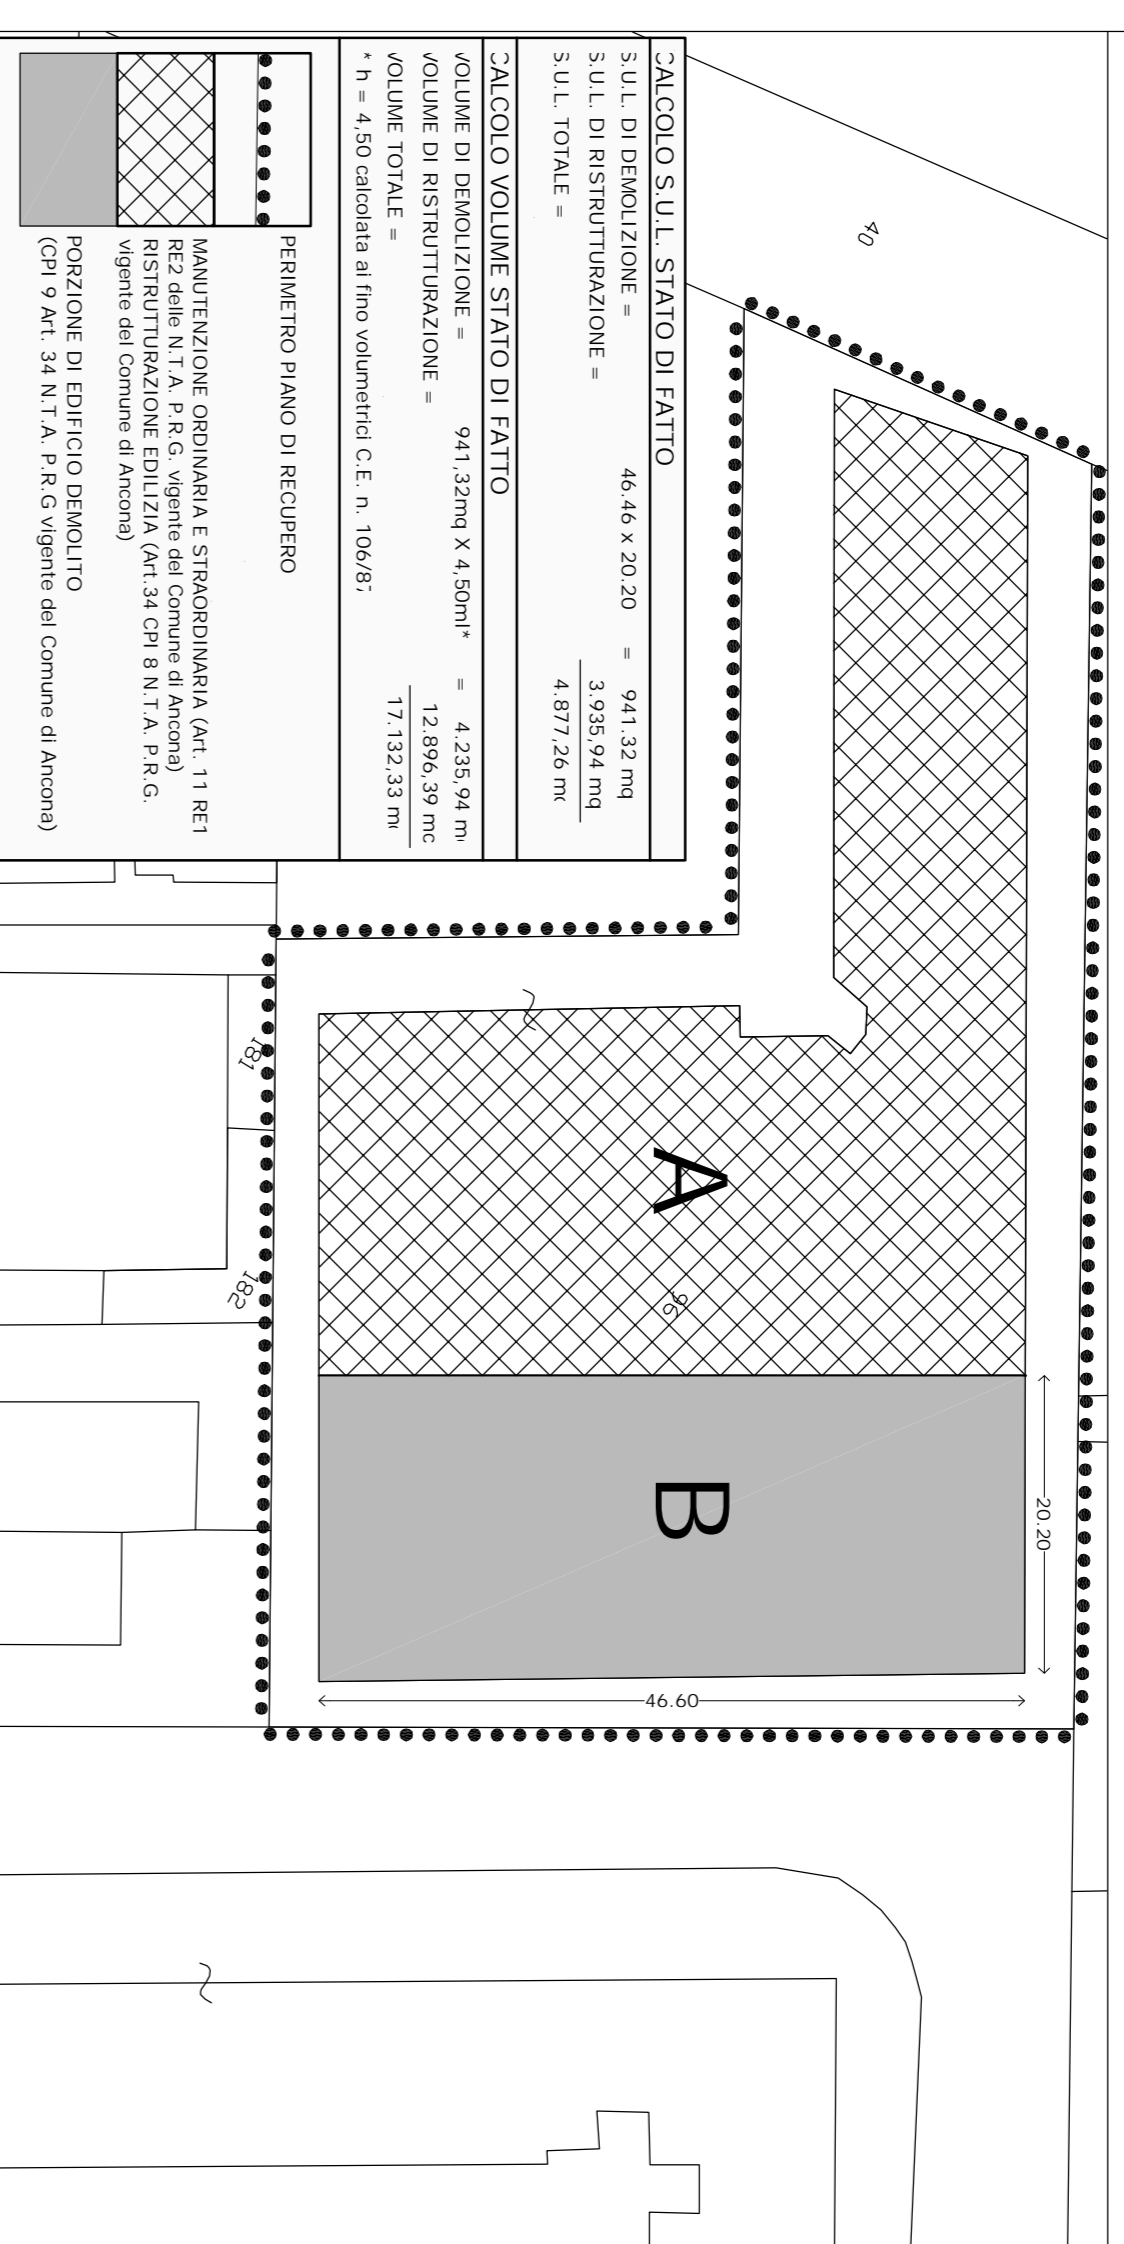 CALCOLO S.U.L. STATO DI FATTO
S.U.L. DI DEMOLIZIONE = 46.46 x 20.20 = 941.32 mq
S.U.L. DI RISTRUTTURAZIONE = 3.935,94 mq
S.U.L. TOTALE = 4.877,26 m
CALCOLO VOLUME STATO DI FATTO
VOLUME DI DEMOLIZIONE = 941,32mq X 4,50ml* = 4.235,94 m
VOLUME DI RISTRUTTURAZIONE = 12.896,39 mc
VOLUME TOTALE = 17.132,33 m
* h = 4,50 calcolata ai fino volumetrici C.E. n. 106/8
PERIMETRO PIANO DI RECUPERO
MANUTENZIONE ORDINARIA E STRAORDINARIA (Art. 11 RE1
RE2 delle N.T.A. P.R.G. vigente del Comune di Ancona)
RISTRUTTURAZIONE EDILIZIA (Art.34 CPI 8 N.T.A. P.R.G.
vigente del Comune di Ancona)
PORZIONE DI EDIFICIO DEMOLITO
(CPI 9 Art. 34 N.T.A. P.R.G vigente del Comune di Ancona)
40
A
96
B
20.20
46.60
181
182